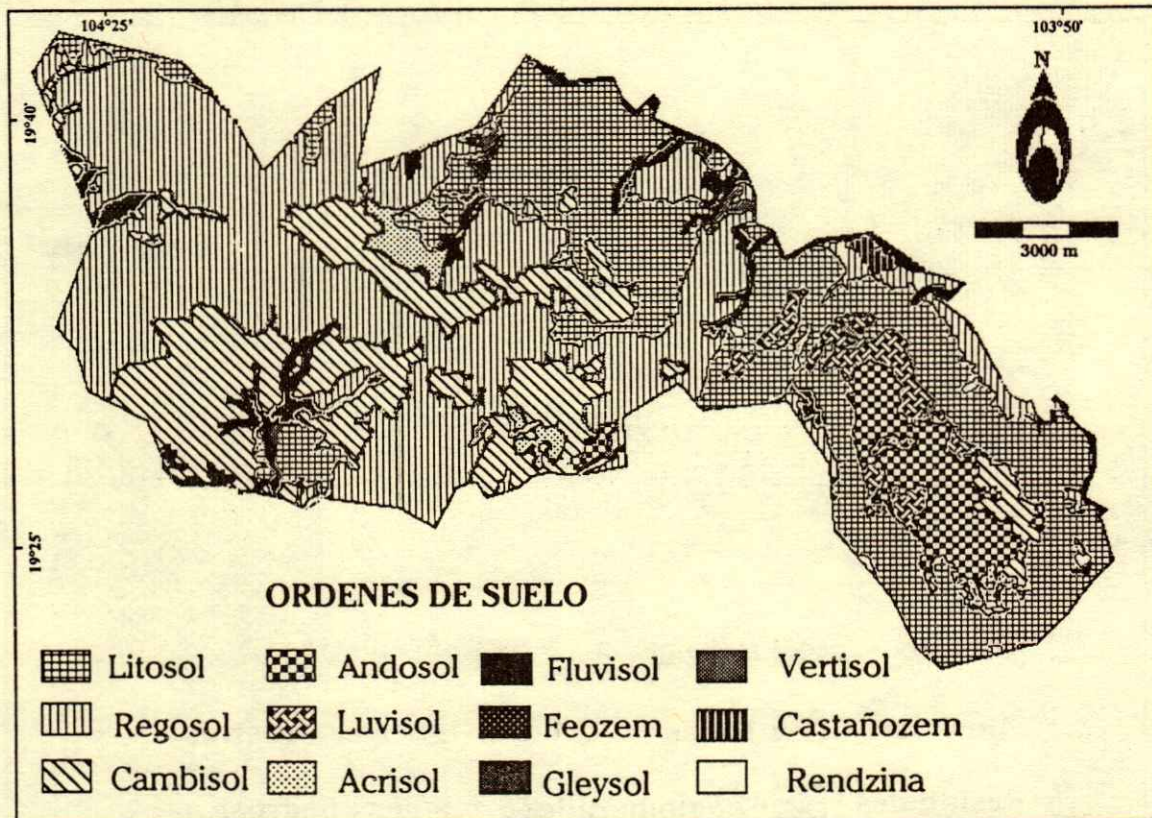 104°25'
103°50'
N
19°40'
3000 m
19°25'
ORDENES DE SUELO
Litosol Andosol Fluvisol Vertisol
Regosol Luvisol Feozem Castañozem
Cambisol Acrisol Gleysol Rendzina